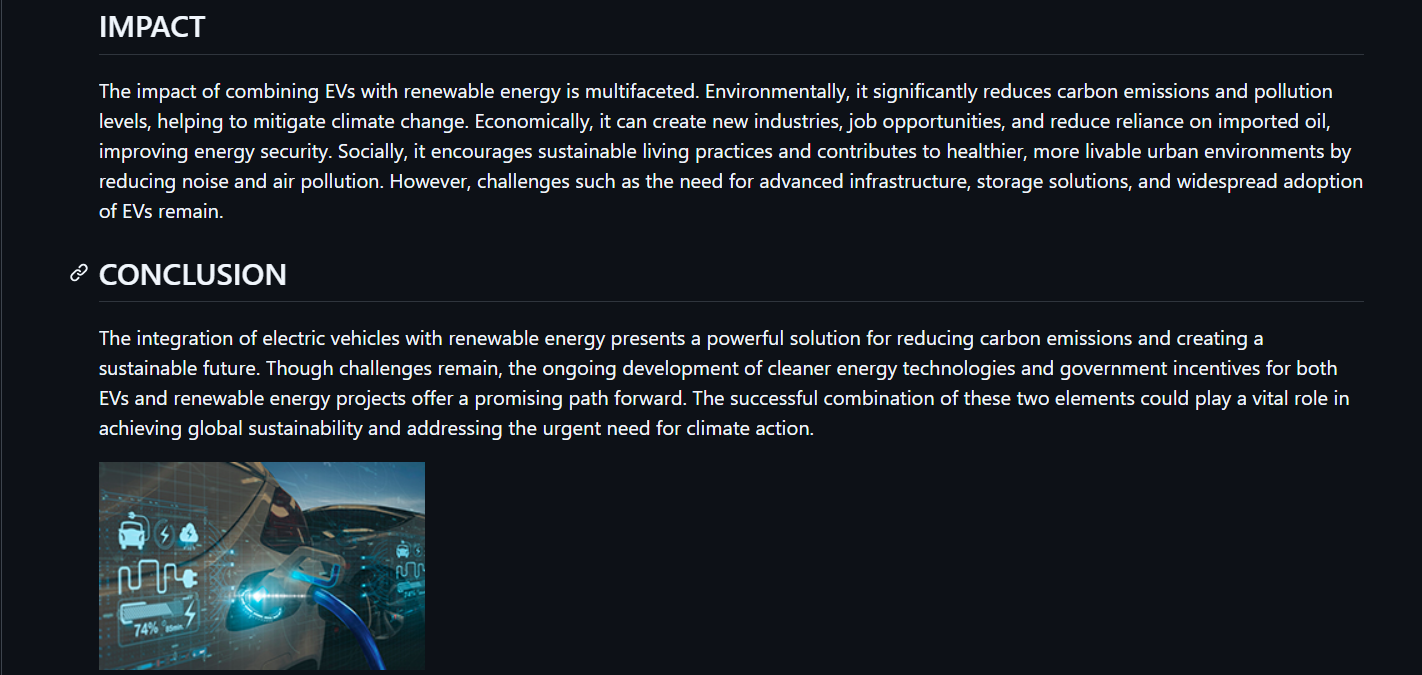 IMPACT
The impact of combining EVs with renewable energy is multifaceted. Environmentally, it significantly reduces carbon emissions and pollution
levels, helping to mitigate climate change. Economically, it can create new industries, job opportunities, and reduce reliance on imported oil,
improving energy security. Socially, it encourages sustainable living practices and contributes to healthier, more livable urban environments by
reducing noise and air pollution. However, challenges such as the need for advanced infrastructure, storage solutions, and widespread adoption
of EVs remain.
CONCLUSION
The integration of electric vehicles with renewable energy presents a powerful solution for reducing carbon emissions and creating a
sustainable future. Though challenges remain, the ongoing development of cleaner energy technologies and government incentives for both
EVs and renewable energy projects offer a promising path forward. The successful combination of these two elements could play a vital role in
achieving global sustainability and addressing the urgent need for climate action.
74%